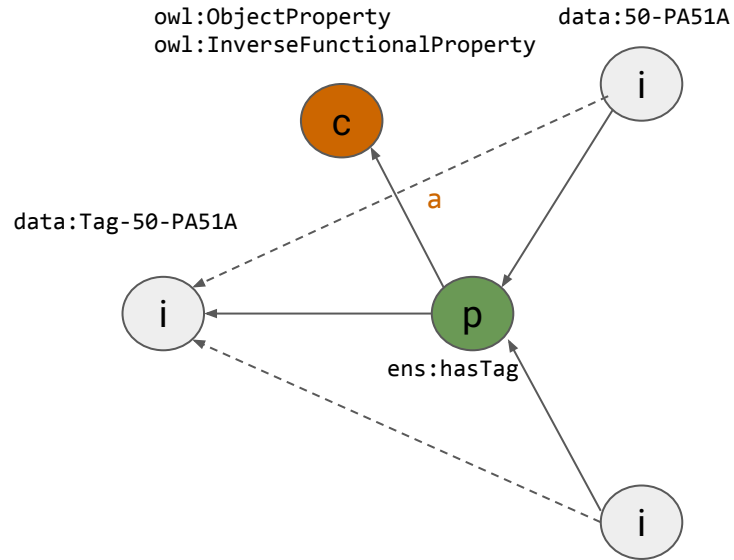 owl:ObjectProperty
owl:InverseFunctionalProperty
data:50-PA51A
i
c
a
data:Tag-50-PA51A
i
p
ens:hasTag
i